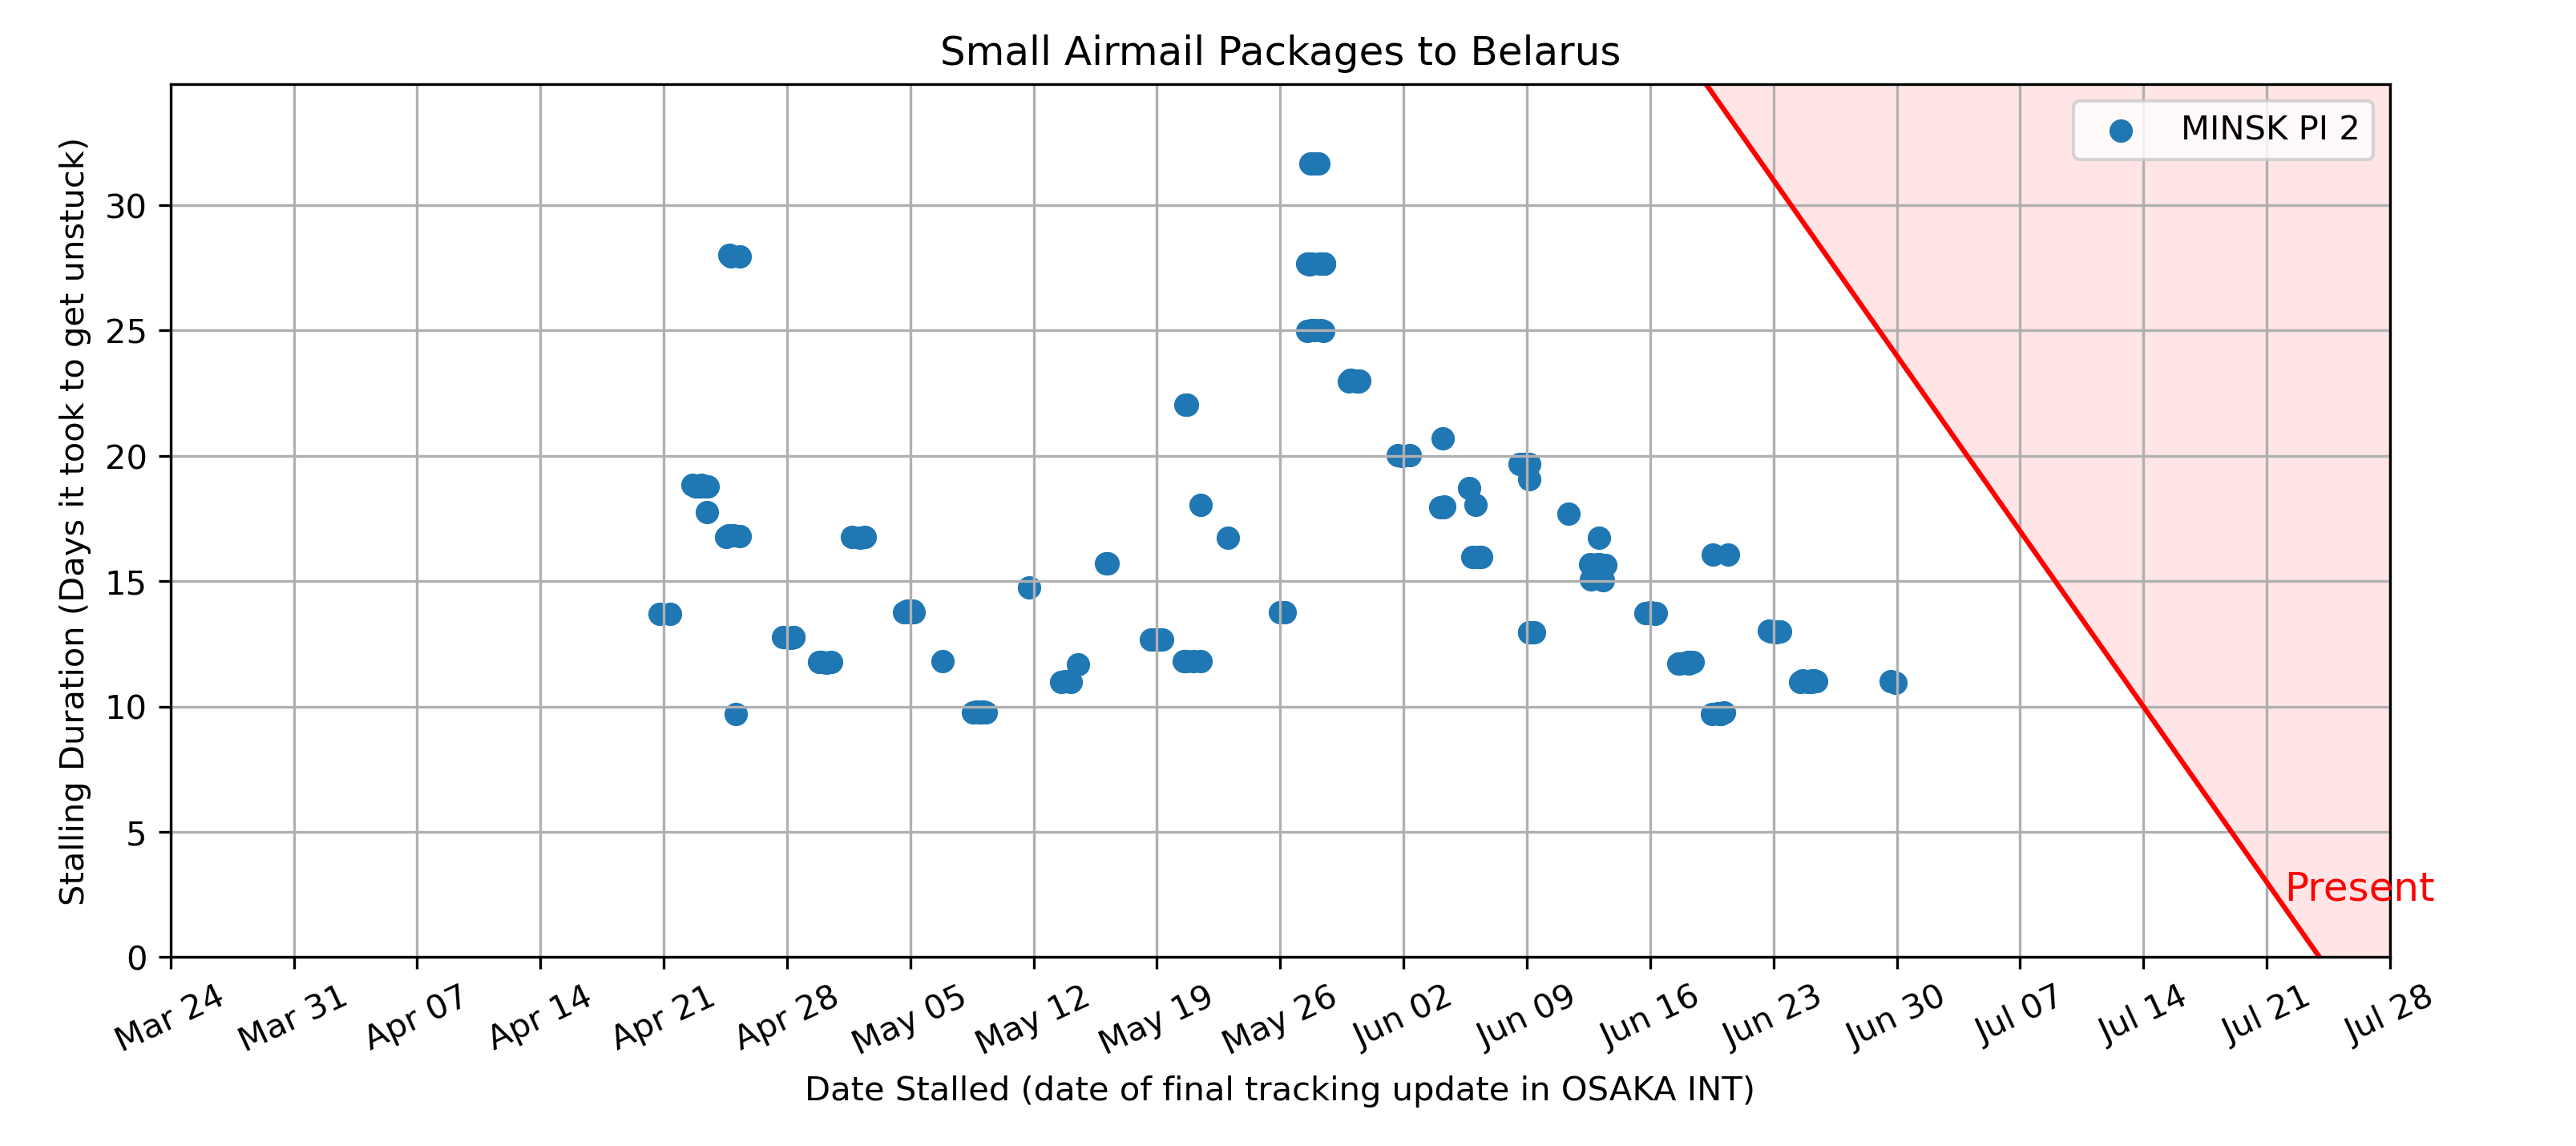 Small Airmail Packages to Belarus
MINSK PI 2
Stalling Duration (Days it took to get unstuck)
30
25
20
15
10
5
0
Present
Mar 24
Mar 31
Apr 07
Apr 14
Apr 21
Apr 28
May 05
May 12
May 19
May 26
Jun 02
Jun 09
Jun 16
Jun 23
Jun 30
Jul 07
Jul 14
Jul 21
Jul 28
Date Stalled (date of final tracking update in OSAKA INT)